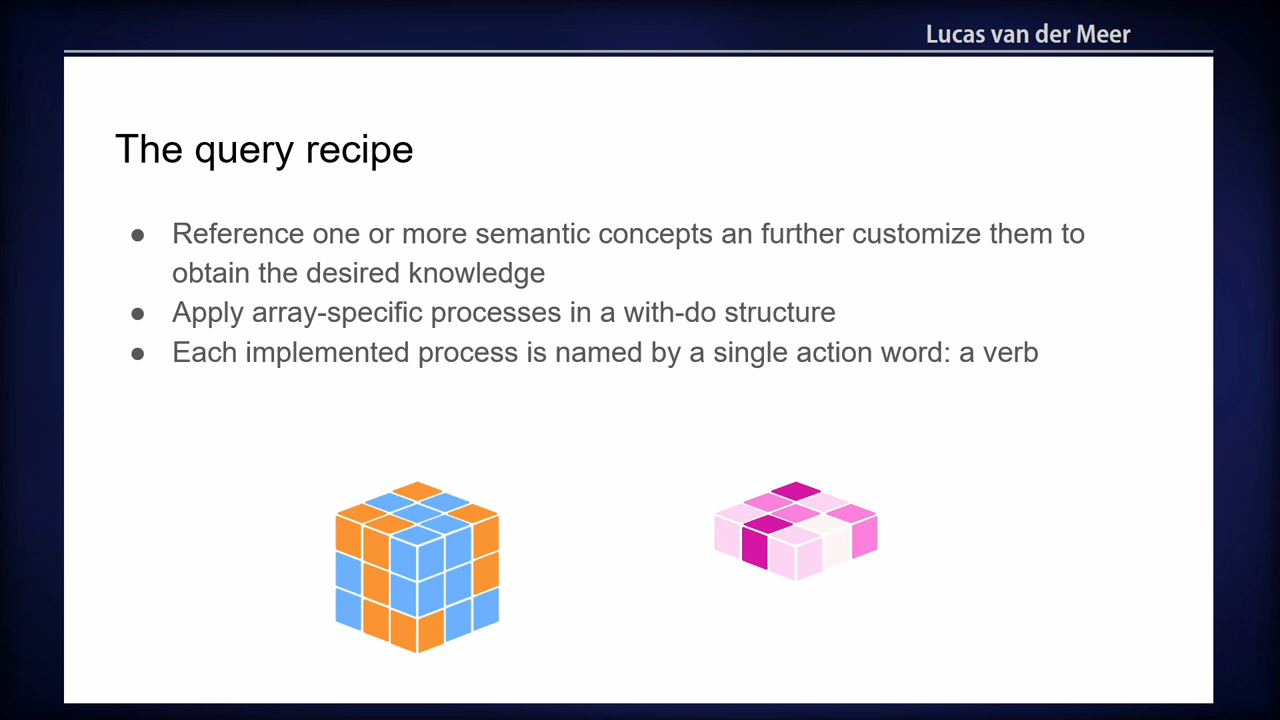 Lucas van der Meer
The query recipe
● Reference one or more semantic concepts an further customize them to
obtain the desired knowledge
● Apply array-specific processes in a with-do structure
● Each implemented process is named by a single action word: a verb